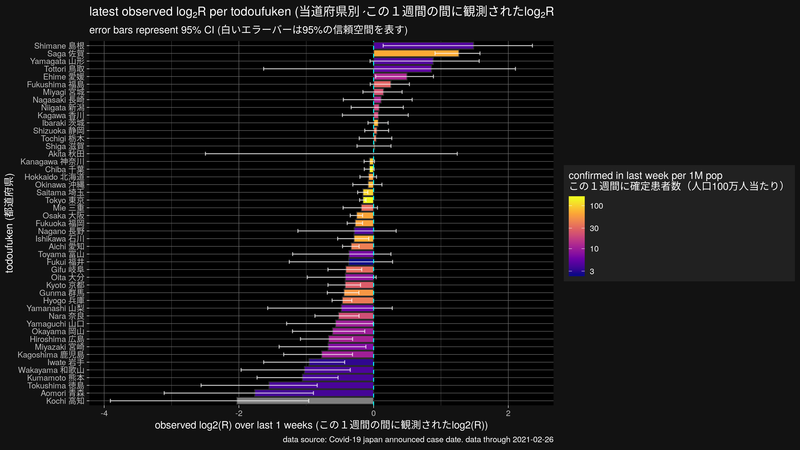 latest observed log₂R per todoufuken (当道府県別・この１週間の間に観測されたlog₂R
error bars represent 95% CI (白いエラーバーは95%の信頼空間を表す)
todoufuken (都道府県)
Shimane 島根
Saga 佐賀
Yamagata 山形
Tottori 鳥取
Ehime 愛媛
Fukushima 福島
Miyagi 宮城
Nagasaki 長崎
Niigata 新潟
Kagawa 香川
Ibaraki 茨城
Shizuoka 静岡
Tochigi 栃木
Shiga 滋賀
Akita 秋田
Kanagawa 神奈川
Chiba 千葉
Hokkaido 北海道
Okinawa 沖縄
Saitama 埼玉
Tokyo 東京
Mie 三重
Osaka 大阪
Fukuoka 福岡
Nagano 長野
Ishikawa 石川
Aichi 愛知
Toyama 富山
Fukui 福井
Gifu 岐阜
Oita 大分
Kyoto 京都
Gunma 群馬
Hyogo 兵庫
Yamanashi 山梨
Nara 奈良
Yamaguchi 山口
Okayama 岡山
Hiroshima 広島
Miyazaki 宮崎
Kagoshima 鹿児島
Iwate 岩手
Wakayama 和歌山
Kumamoto 熊本
Tokushima 徳島
Aomori 青森
Kochi 高知
-4 -2 0 2
observed log2(R) over last 1 weeks (この１週間の間に観測されたlog2(R))
data source: Covid-19 japan announced case date. data through 2021-02-26
confirmed in last week per 1M pop
この１週間に確定患者数（人口100万人当たり）
100
30
10
3